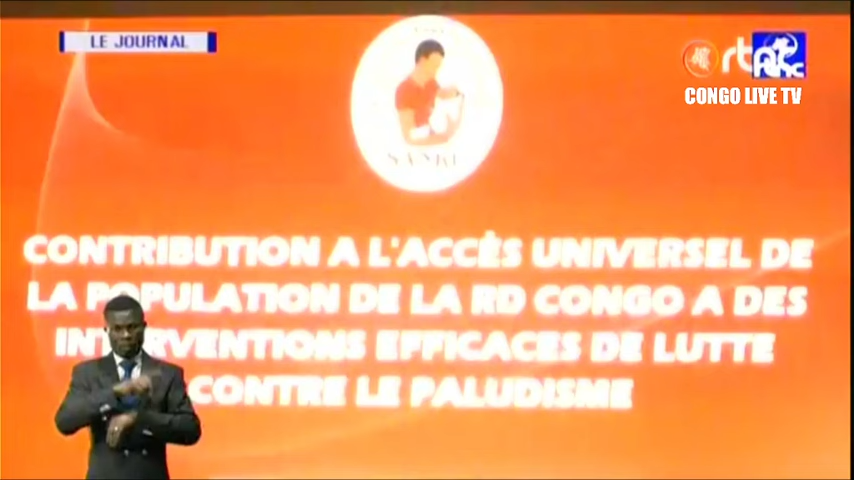 LE JOURNAL
rtnc
CONGO LIVE TV
SANRU
CONTRIBUTION A L'ACCÈS UNIVERSEL DE
LA POPULATION DE LA RD CONGO A DES
INTERVENTIONS EFFICACES DE LUTTE
CONTRE LE PALUDISME